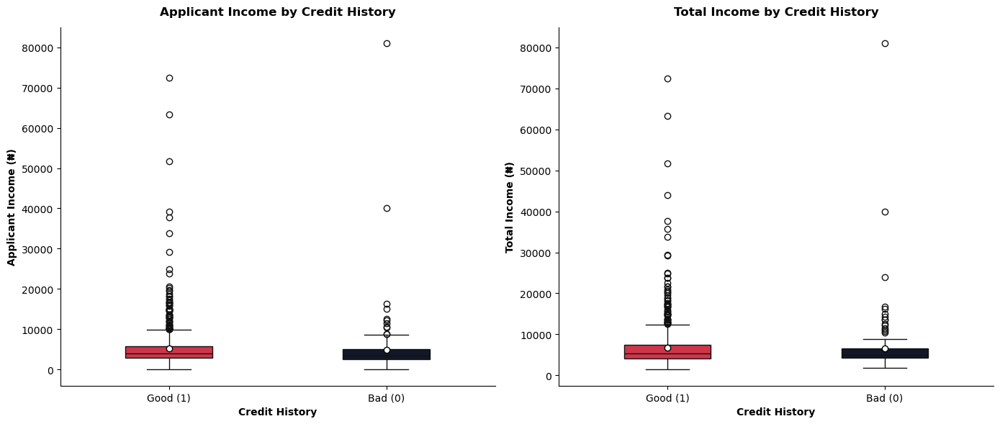 Applicant Income by Credit History
Applicant Income (₦)
80000
70000
60000
50000
40000
30000
20000
10000
0
Good (1)
Bad (0)
Credit History
Total Income by Credit History
Total Income (₦)
80000
70000
60000
50000
40000
30000
20000
10000
0
Good (1)
Bad (0)
Credit History